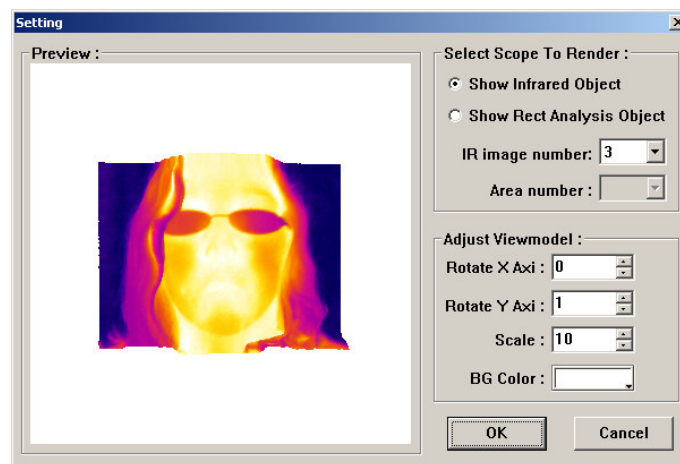 Setting
Preview :
Select Scope To Render :
Show Infrared Object
Show Rect Analysis Object
IR image number: 3
Area number :
Adjust Viewmodel :
Rotate X Axi : 0
Rotate Y Axi : 1
Scale : 10
BG Color :
OK Cancel